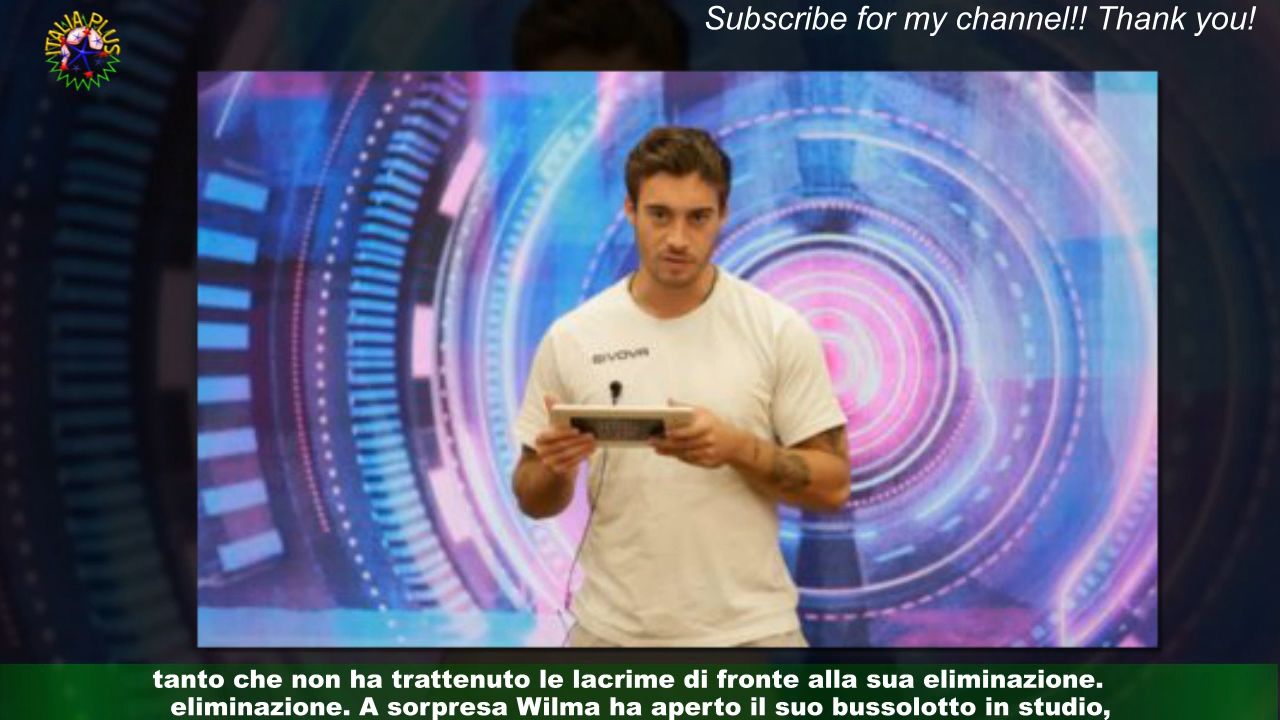 Subscribe for my channel!! Thank you!
ITALIA PLUS
GIVOVA
tanto che non ha trattenuto le lacrime di fronte alla sua eliminazione.
eliminazione. A sorpresa Wilma ha aperto il suo bussolotto in studio,